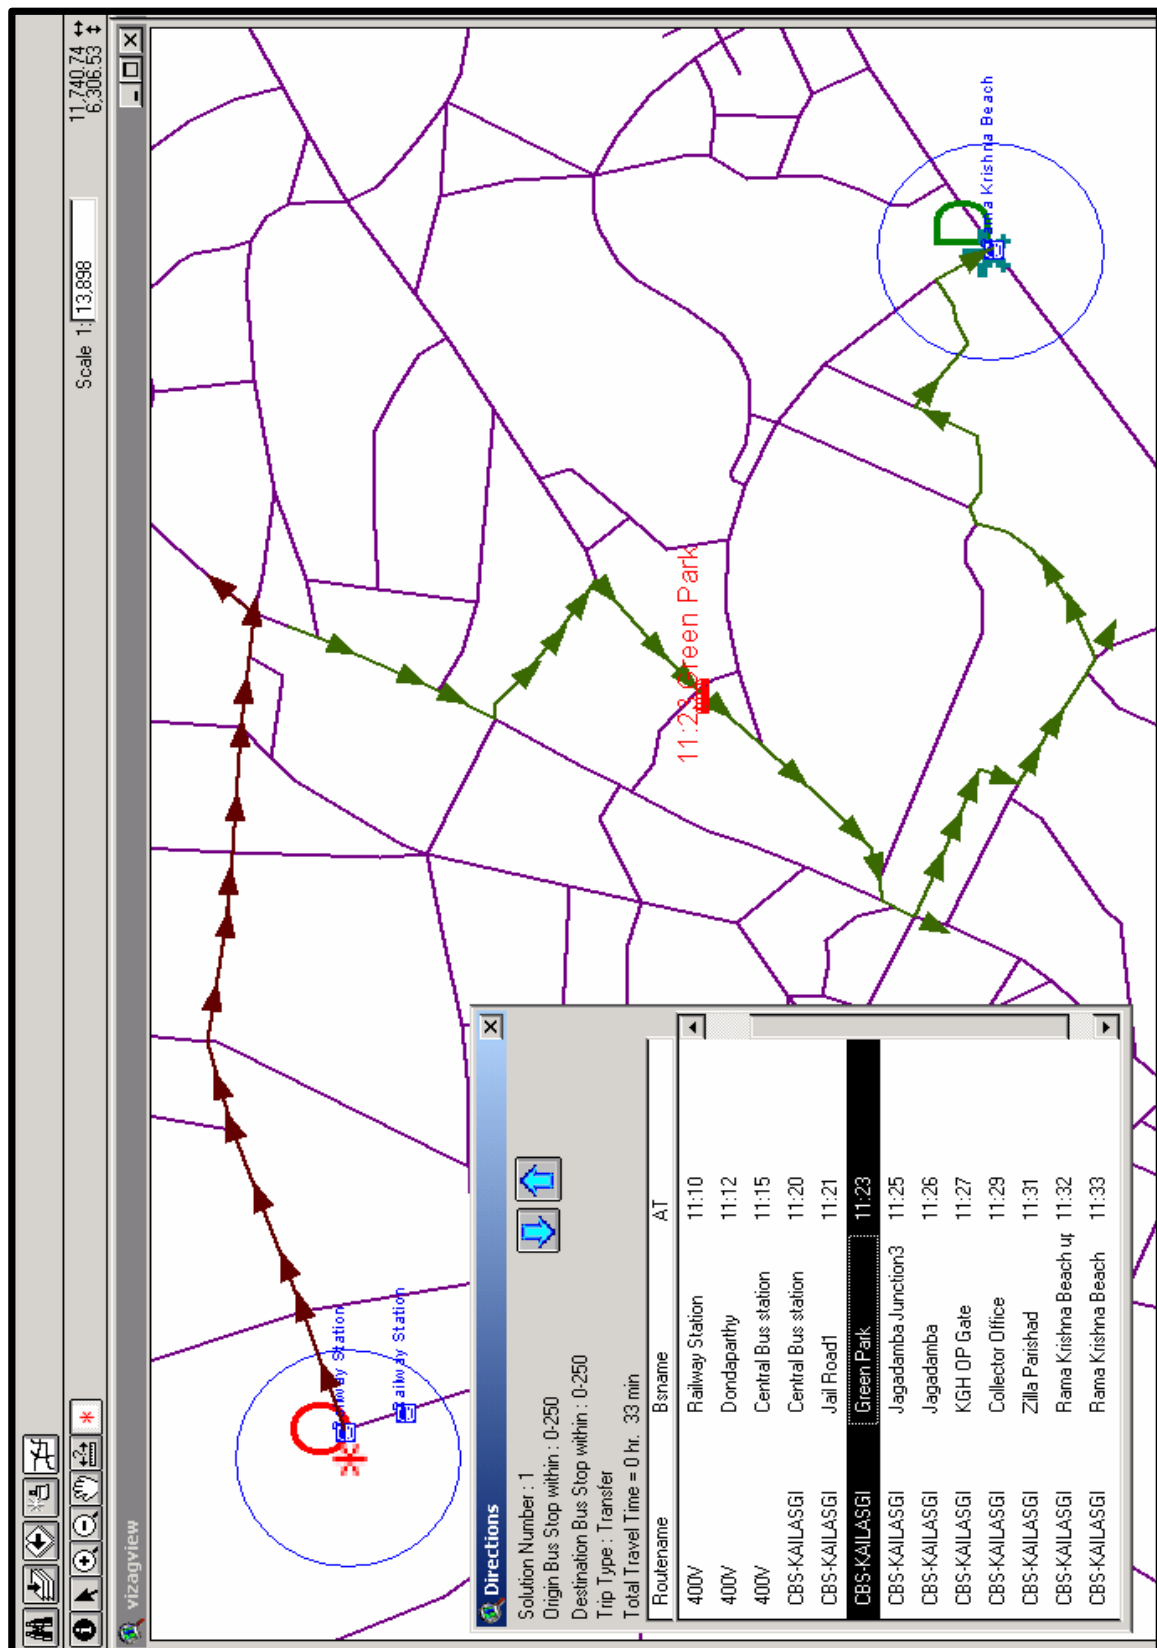 Scale 1: 13,898
11,740.74
6,306.53
vizagview
Railway Station
Railway Station
O
D
Krishna Beach
11:23 Green Park
Directions
Solution Number : 1
Origin Bus Stop within : 0-250
Destination Bus Stop within : 0-250
Trip Type : Transfer
Total Travel Time = 0 hr. 33 min
Routename Bsname AT
400V Railway Station 11:10
400V Dondaparthy 11:12
400V Central Bus station 11:15
CBS-KAILASGI Central Bus station 11:20
CBS-KAILASGI Jail Road1 11:21
CBS-KAILASGI Green Park 11:23
CBS-KAILASGI Jagadamba Junction3 11:25
CBS-KAILASGI Jagadamba 11:26
CBS-KAILASGI KGH OP Gate 11:27
CBS-KAILASGI Collector Office 11:29
CBS-KAILASGI Zilla Parishad 11:31
CBS-KAILASGI Rama Krishna Beach up 11:32
CBS-KAILASGI Rama Krishna Beach 11:33